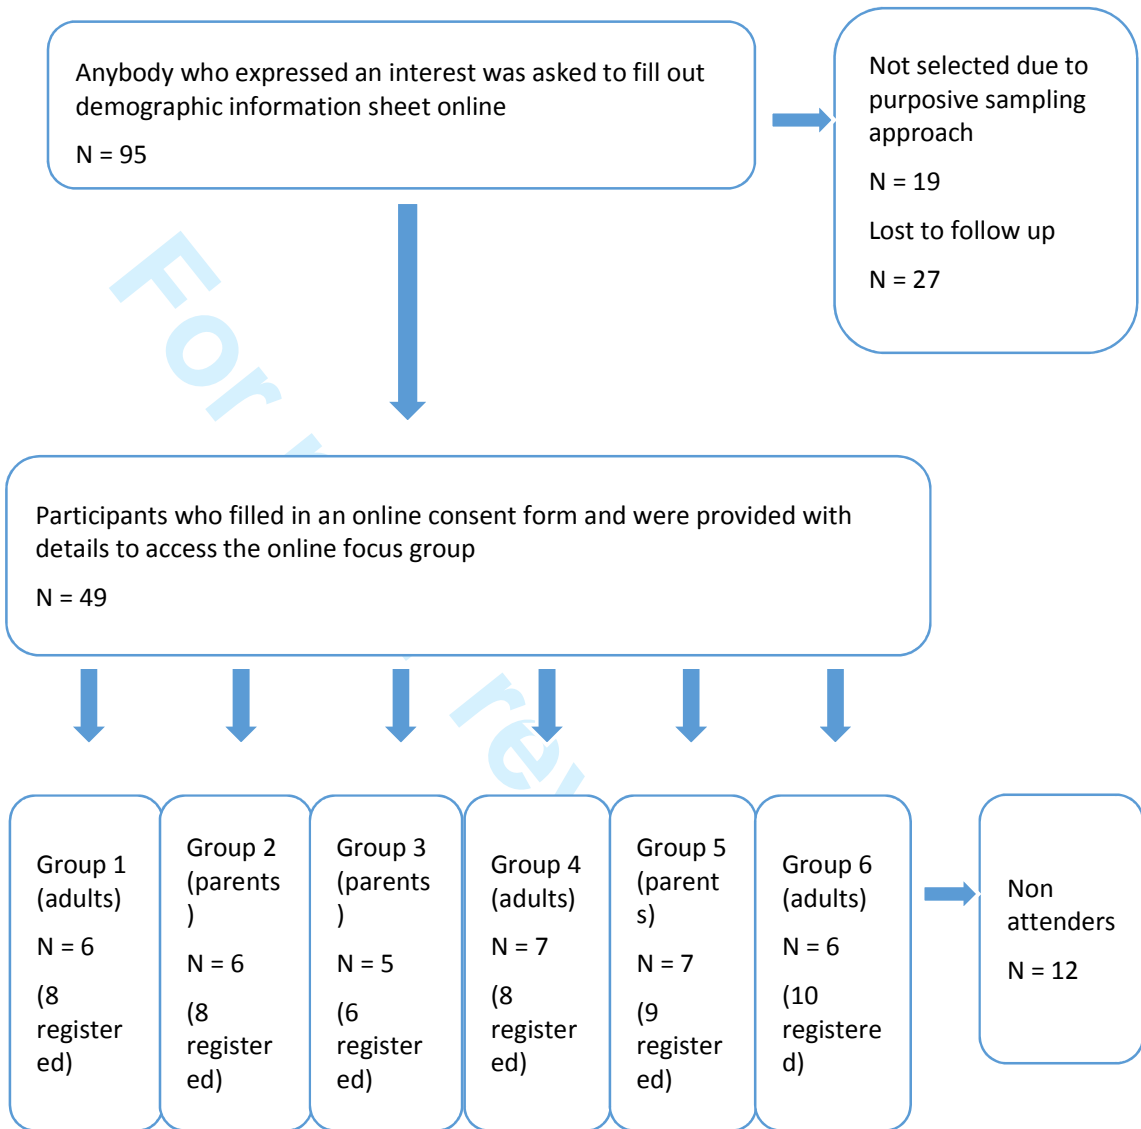 Anybody who expressed an interest was asked to fill out
demographic information sheet online
N = 95
Not selected due to
purposive sampling
approach
N = 19
Lost to follow up
N = 27
For
rev
Participants who filled in an online consent form and were provided with
details to access the online focus group
N = 49
Group 1
(adults)
N = 6
(8
register
ed)
Group 2
(parents
)
N = 6
(8
register
ed)
Group 3
(parents
)
N = 5
(6
register
ed)
Group 4
(adults)
N = 7
(8
register
ed)
Group 5
(parent
s)
N = 7
(9
register
ed)
Group 6
(adults)
N = 6
(10
registere
d)
Non
attenders
N = 12